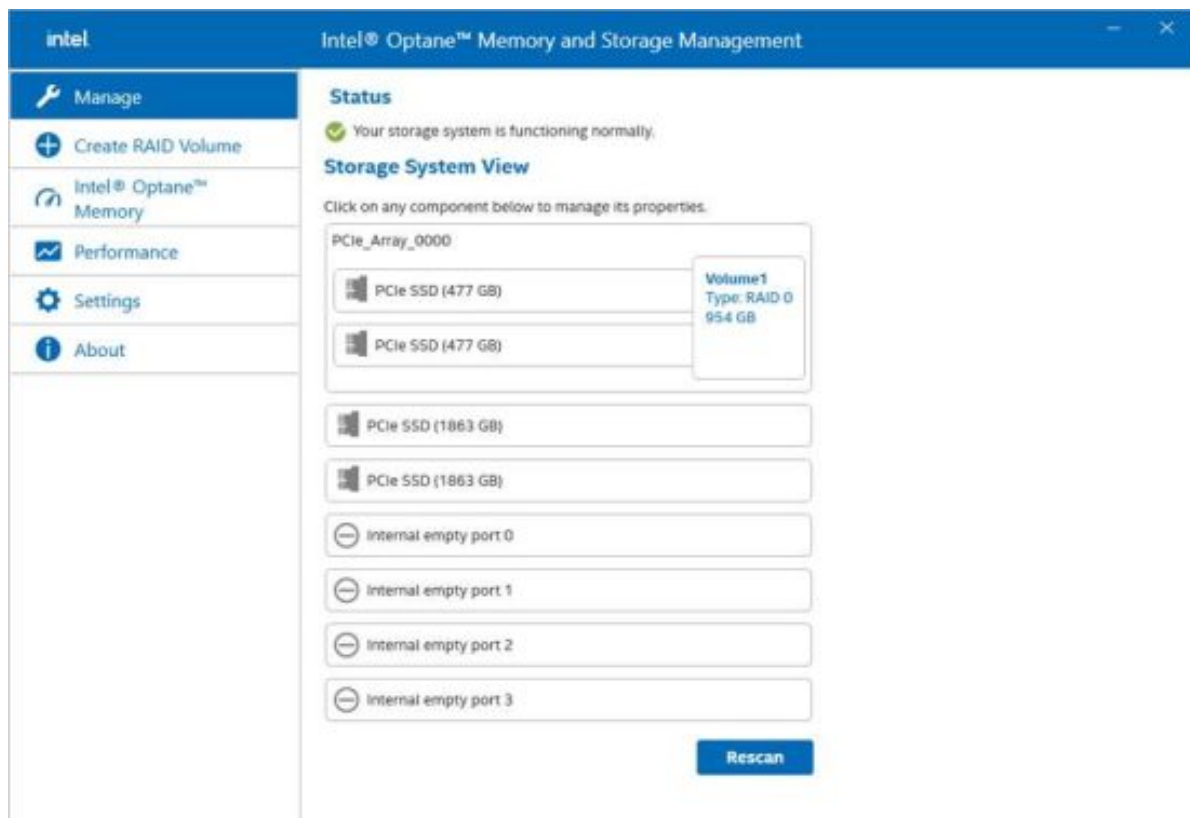 intel
Intel® Optane™ Memory and Storage Management
Manage
Create RAID Volume
Intel® Optane™
Memory
Performance
Settings
About
Status
Your storage system is functioning normally.
Storage System View
Click on any component below to manage its properties.
PCIe_Array_0000
PCIe SSD (477 GB)
PCIe SSD (477 GB)
Volume1
Type: RAID 0
954 GB
PCIe SSD (1863 GB)
PCIe SSD (1863 GB)
Internal empty port 0
Internal empty port 1
Internal empty port 2
Internal empty port 3
Rescan